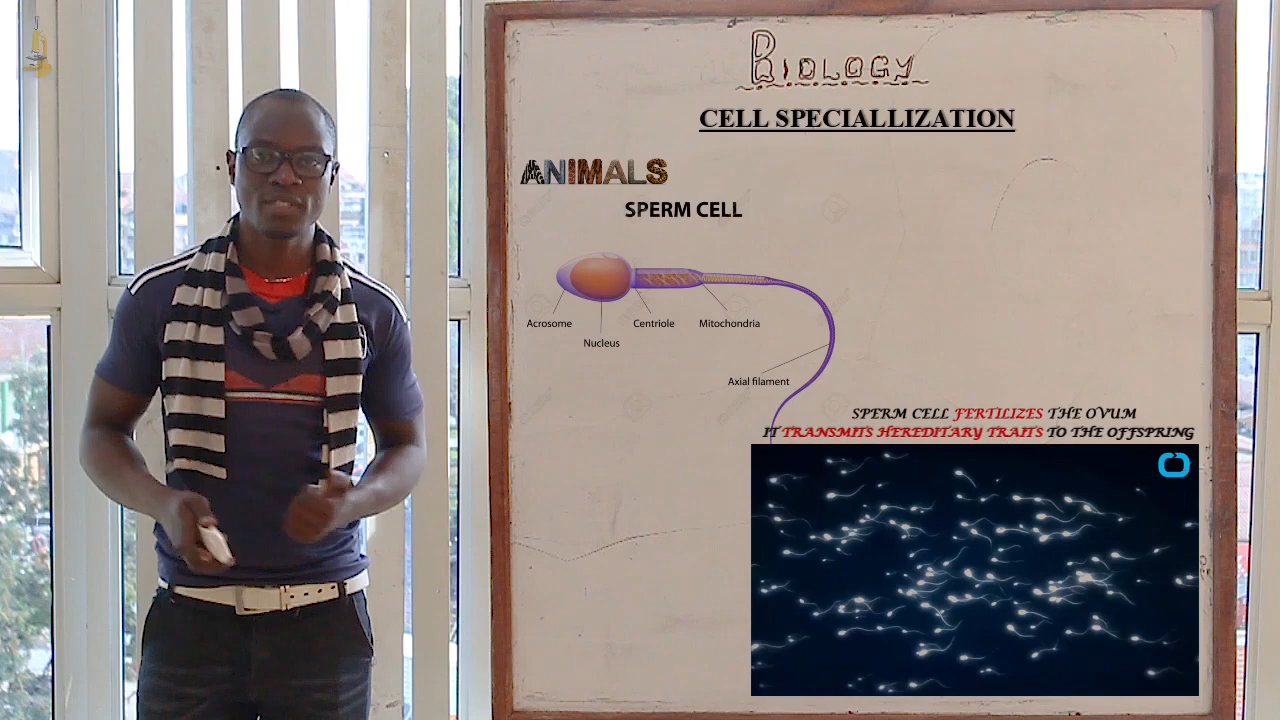 BIOLOGY
CELL SPECIALLIZATION
ANIMALS
SPERM CELL
Acrosome
Nucleus
Centriole
Mitochondria
Axial filament
SPERM CELL FERTILIZES THE OVUM
IT TRANSMITS HEREDITARY TRAITS TO THE OFFSPRING